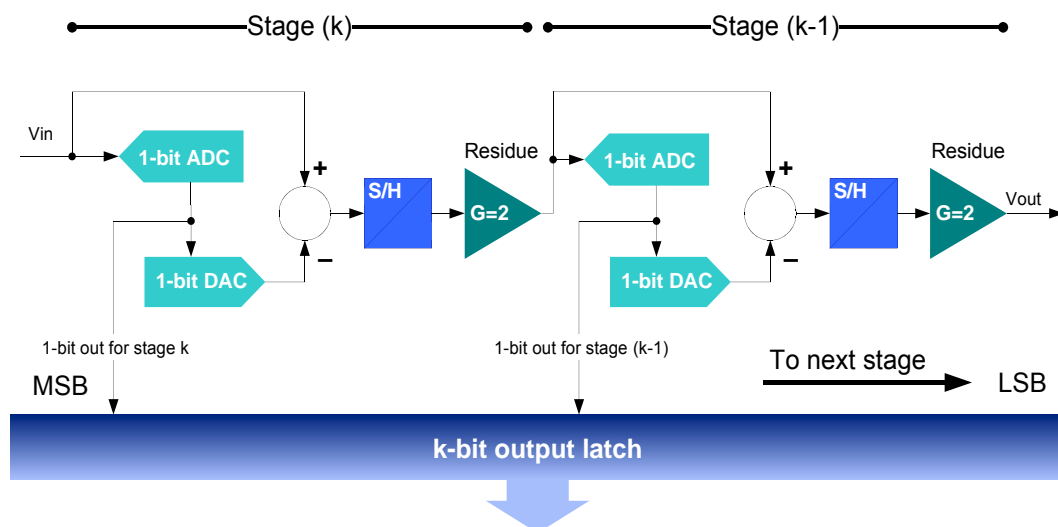 Stage (k)
Stage (k-1)
Vin
1-bit ADC
+
S/H
Residue
G=2
−
1-bit DAC
1-bit ADC
+
S/H
Residue
G=2
Vout
−
1-bit DAC
1-bit out for stage k
1-bit out for stage (k-1)
To next stage
MSB
LSB
k-bit output latch